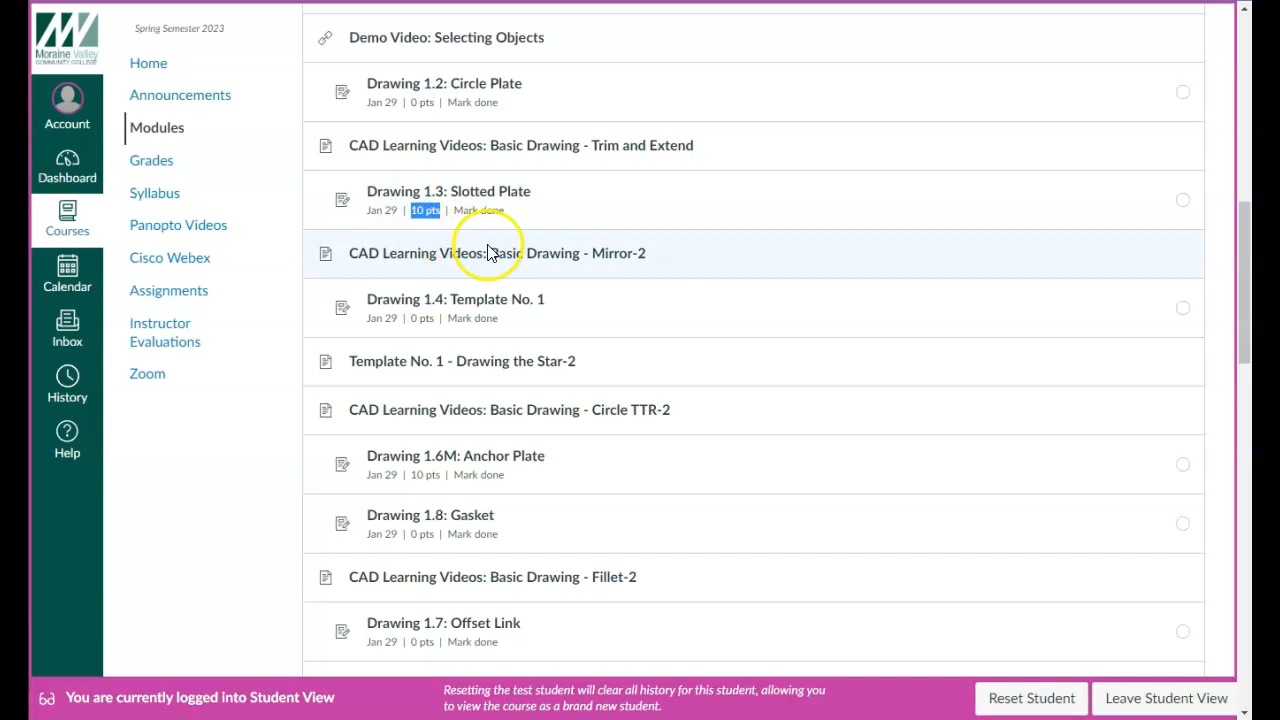 Moraine Valley
COMMUNITY COLLEGE
Account
Dashboard
Courses
Calendar
Inbox
History
Help
Spring Semester 2023
Home
Announcements
Modules
Grades
Syllabus
Panopto Videos
Cisco Webex
Assignments
Instructor
Evaluations
Zoom
Demo Video: Selecting Objects
Drawing 1.2: Circle Plate
Jan 29 | 0 pts | Mark done
CAD Learning Videos: Basic Drawing - Trim and Extend
Drawing 1.3: Slotted Plate
Jan 29 | 10 pts | Mark done
CAD Learning Videos: Basic Drawing - Mirror-2
Drawing 1.4: Template No. 1
Jan 29 | 0 pts | Mark done
Template No. 1 - Drawing the Star-2
CAD Learning Videos: Basic Drawing - Circle TTR-2
Drawing 1.6M: Anchor Plate
Jan 29 | 10 pts | Mark done
Drawing 1.8: Gasket
Jan 29 | 0 pts | Mark done
CAD Learning Videos: Basic Drawing - Fillet-2
Drawing 1.7: Offset Link
Jan 29 | 0 pts | Mark done
You are currently logged into Student View
Resetting the test student will clear all history for this student, allowing you
to view the course as a brand new student.
Reset Student
Leave Student View